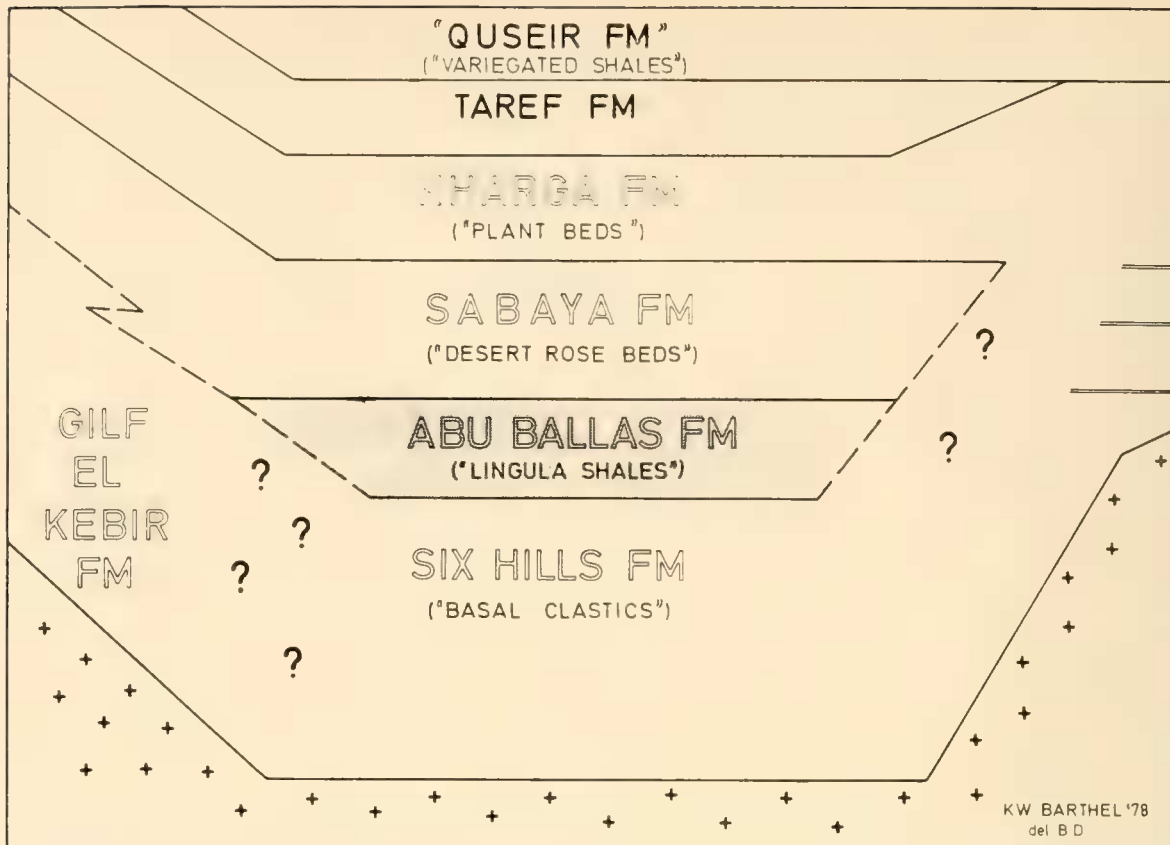 "QUSEIR FM"
("VARIEGATED SHALES")
TAREF FM
KHARGA FM
("PLANT BEDS")
SABAYA FM
("DESERT ROSE BEDS")
?
ABU BALLAS FM
("LINGULA SHALES")
?
GILF
EL
KEBIR
FM
?
?
?
?
SIX HILLS FM
("BASAL CLASTICS")
KW BARTHEL '78
del B D